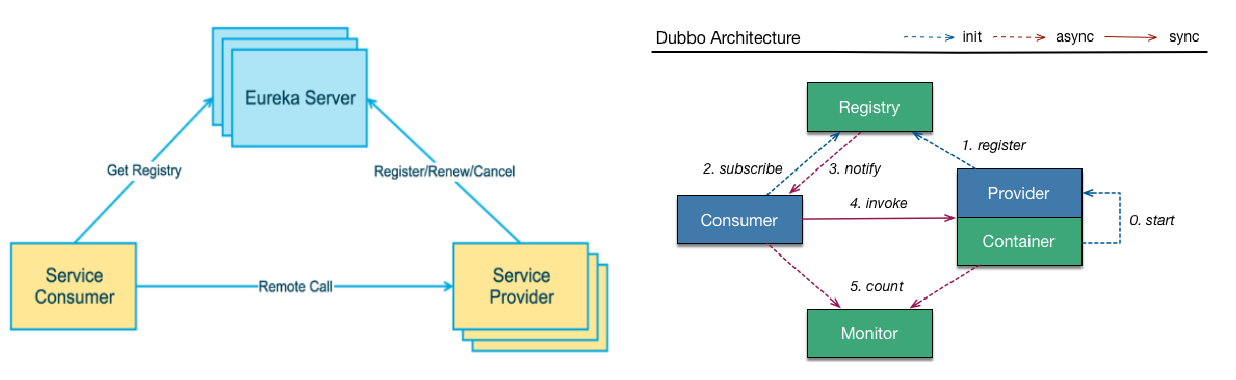 Eureka Server
Get Registry
Register/Renew/Cancel
Service
Consumer
Remote Call
Service
Provider
Dubbo Architecture
init
async
sync
Registry
1. register
2. subscribe
3. notify
Provider
4. invoke
Consumer
0. start
Container
5. count
Monitor